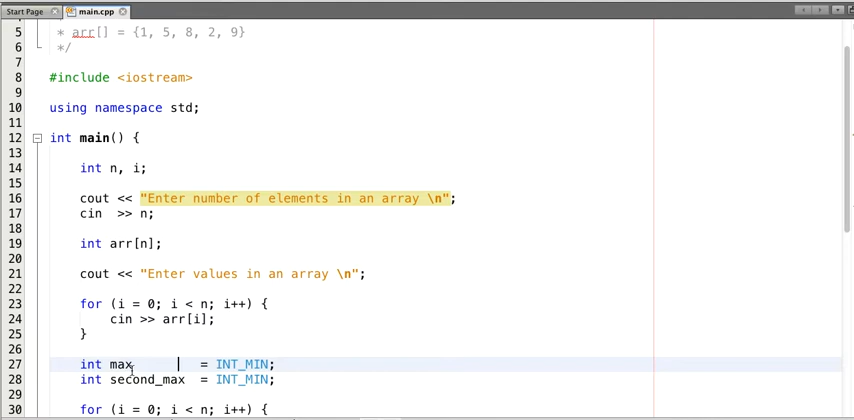 Start Page main.cpp
4
5 * arr[] = {1, 5, 8, 2, 9}
6 */
7
8 #include <iostream>
9
10 using namespace std;
11
12 int main() {
13
14 int n, i;
15
16 cout << "Enter number of elements in an array \n";
17 cin >> n;
18
19 int arr[n];
20
21 cout << "Enter values in an array \n";
22
23 for (i = 0; i < n; i++) {
24 cin >> arr[i];
25 }
26
27 int max = INT_MIN;
28 int second_max = INT_MIN;
29
30 for (i = 0; i < n; i++) {